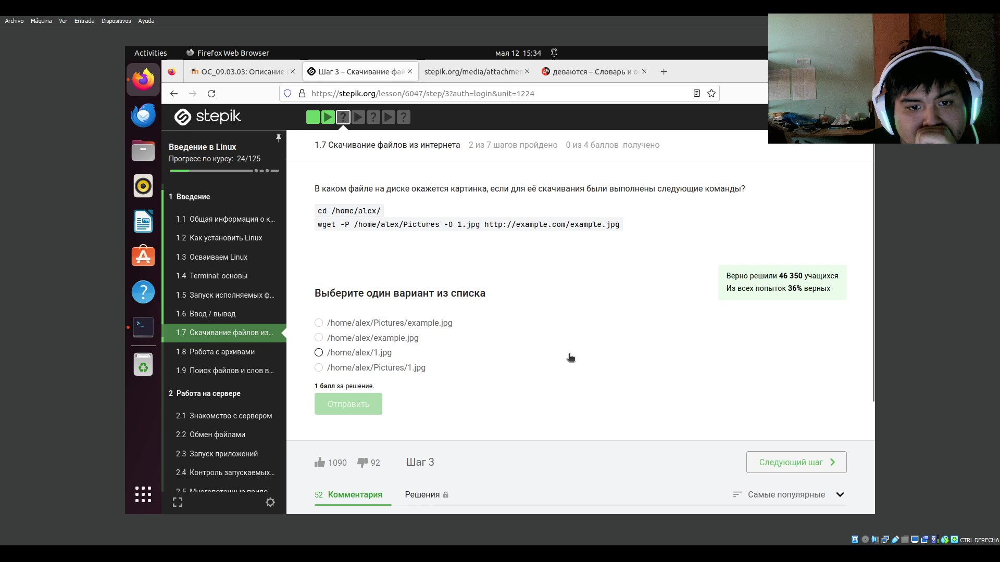 Archivo Máquina Ver Entrada Dispositivos Ayuda
Activities Firefox Web Browser мая 12 15:34
ОС_09.03.03: Описание Шаг 3 – Скачивание фай stepik.org/media/attachmen деваются – Словарь и о
https://stepik.org/lesson/6047/step/3?auth=login&unit=1224
stepik
Введение в Linux
Прогресс по курсу: 24/125
1 Введение
1.1 Общая информация о к...
1.2 Как установить Linux
1.3 Осваиваем Linux
1.4 Terminal: основы
1.5 Запуск исполняемых ф...
1.6 Ввод / вывод
1.7 Скачивание файлов из...
1.8 Работа с архивами
1.9 Поиск файлов и слов в...
2 Работа на сервере
2.1 Знакомство с сервером
2.2 Обмен файлами
2.3 Запуск приложений
2.4 Контроль запускаемых...
1.7 Скачивание файлов из интернета 2 из 7 шагов пройдено 0 из 4 баллов получено
В каком файле на диске окажется картинка, если для её скачивания были выполнены следующие команды?
cd /home/alex/
wget -P /home/alex/Pictures -O 1.jpg http://example.com/example.jpg
Верно решили 46 350 учащихся
Из всех попыток 36% верных
Выберите один вариант из списка
/home/alex/Pictures/example.jpg
/home/alex/example.jpg
/home/alex/1.jpg
/home/alex/Pictures/1.jpg
1 балл за решение.
Отправить
1090 92 Шаг 3 Следующий шаг
52 Комментария Решения Самые популярные
CTRL DERECHA